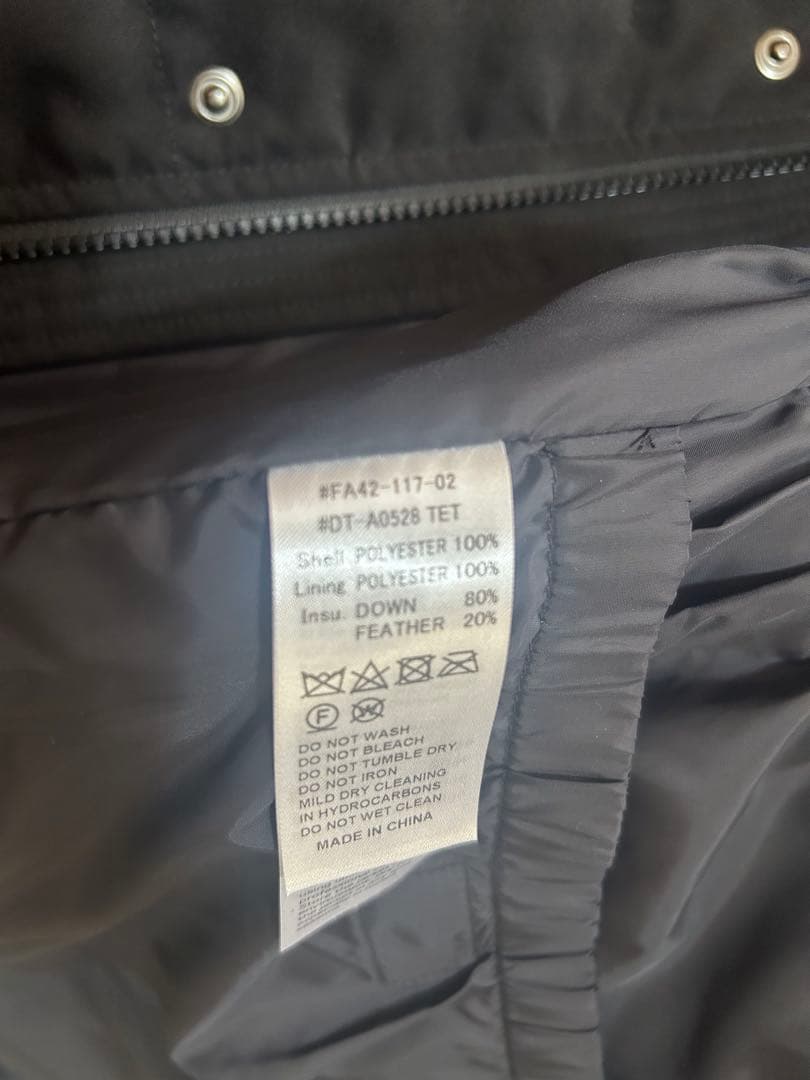 #FA42-117-02
#DT-A0528 TET
Shell POLYESTER 100%
Lining POLYESTER 100%
Insu. DOWN 80%
FEATHER 20%
F W
DO NOT WASH
DO NOT BLEACH
DO NOT TUMBLE DRY
DO NOT IRON
MILD DRY CLEANING
IN HYDROCARBONS
DO NOT WET CLEAN
MADE IN CHINA
using